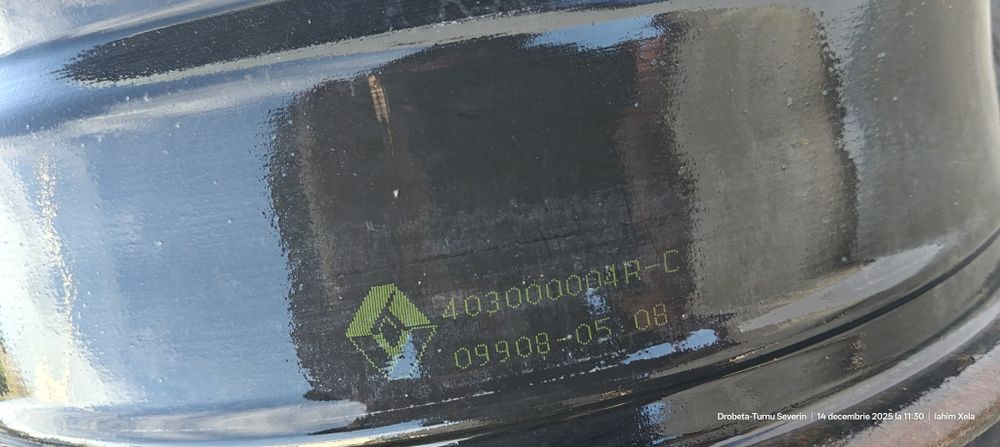 403000004R-C
09908-05 08
Drobeta-Turnu Severin | 14 decembrie 2025 la 11:30 | Iahim Xela